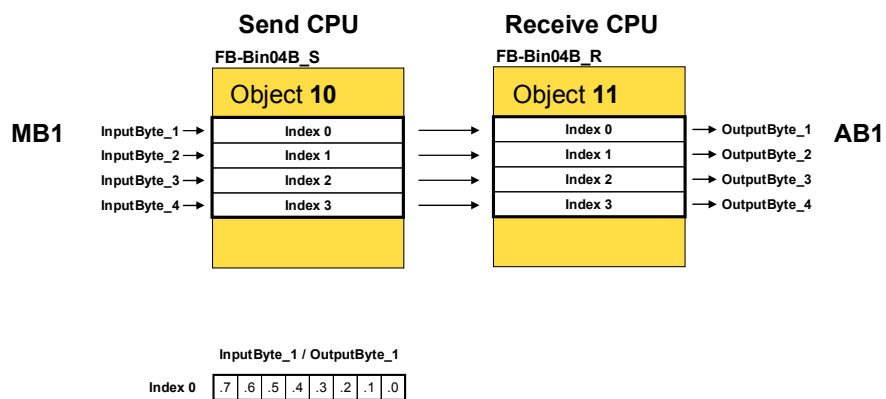 Send CPU Receive CPU
FB-Bin04B_S FB-Bin04B_R
Object 10 Object 11
MB1 InputByte_1 Index 0 Index 0 OutputByte_1 AB1
InputByte_2 Index 1 Index 1 OutputByte_2
InputByte_3 Index 2 Index 2 OutputByte_3
InputByte_4 Index 3 Index 3 OutputByte_4
InputByte_1 / OutputByte_1
Index 0 .7 .6 .5 .4 .3 .2 .1 .0